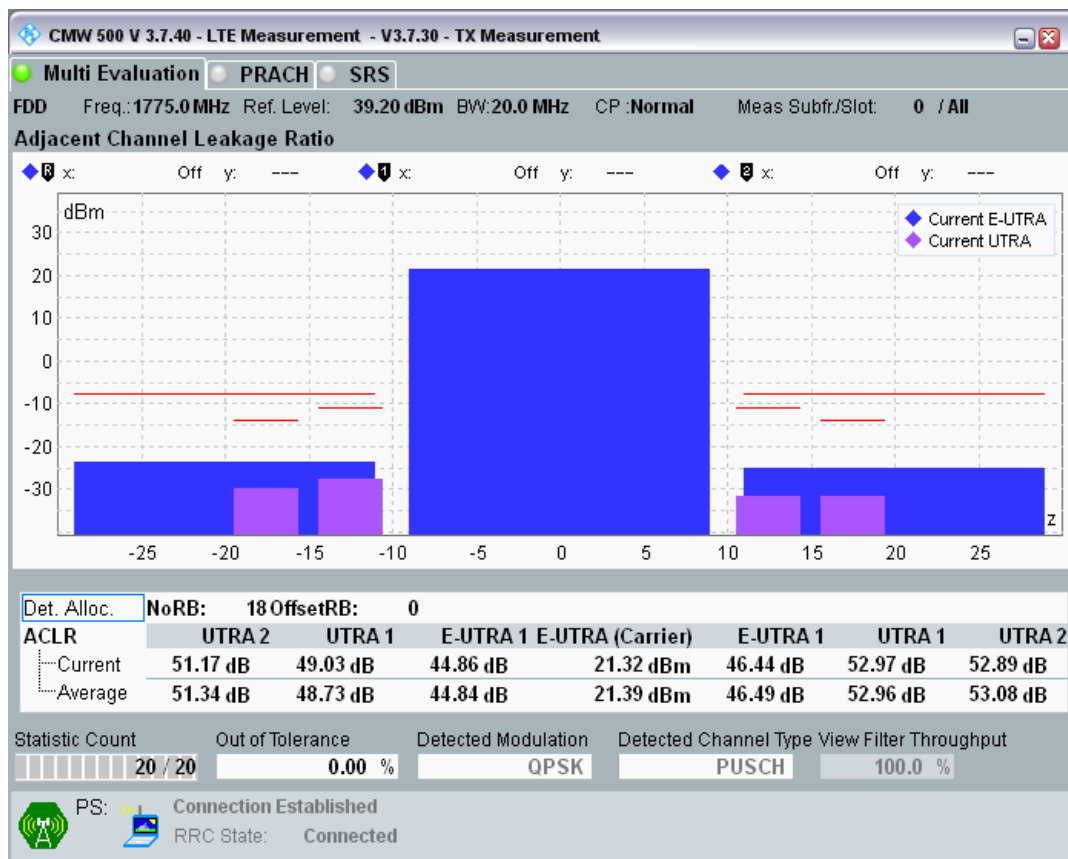 CMW 500 V 3.7.40 - LTE Measurement - V3.7.30 - TX Measurement
Multi Evaluation PRACH SRS
FDD Freq.:1775.0 MHz Ref. Level: 39.20 dBm BW:20.0 MHz CP :Normal Meas Subfr./Slot: 0 / All
Adjacent Channel Leakage Ratio
R x: Off y: --- 1 x: Off y: --- 2 x: Off y: ---
dBm
Current E-UTRA
Current UTRA
30
20
10
0
-10
-20
-30
z
-25 -20 -15 -10 -5 0 5 10 15 20 25
Det. Alloc. NoRB: 18 OffsetRB: 0
ACLR UTRA 2 UTRA 1 E-UTRA 1 E-UTRA (Carrier) E-UTRA 1 UTRA 1 UTRA 2
Current 51.17 dB 49.03 dB 44.86 dB 21.32 dBm 46.44 dB 52.97 dB 52.89 dB
Average 51.34 dB 48.73 dB 44.84 dB 21.39 dBm 46.49 dB 52.96 dB 53.08 dB
Statistic Count Out of Tolerance Detected Modulation Detected Channel Type View Filter Throughput
20 / 20 0.00 % QPSK PUSCH 100.0 %
PS: Connection Established
RRC State: Connected